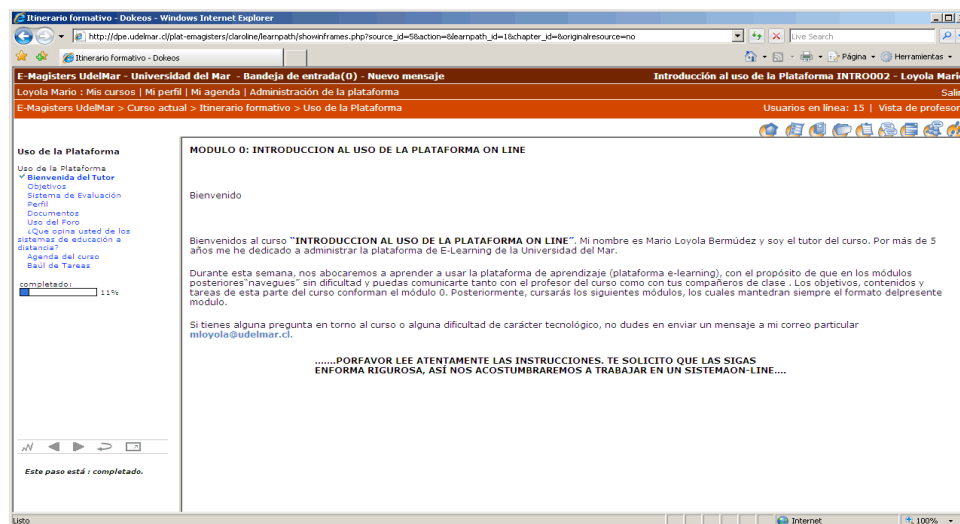 Itinerario formativo - Dokeos - Windows Internet Explorer
http://dpe.udelmar.cl/plat-emagisters/claroline/learnpath/showinframes.php?source_id=5&action=&learnpath_id=1&chapter_id=&originalresource=no
Live Search
Itinerario formativo - Dokeos
Página
Herramientas
E-Magisters UdelMar - Universidad del Mar - Bandeja de entrada(0) - Nuevo mensaje
Introducción al uso de la Plataforma INTRO002 - Loyola Mario
Loyola Mario : Mis cursos | Mi perfil | Mi agenda | Administración de la plataforma
Salir
E-Magisters UdelMar > Curso actual > Itinerario formativo > Uso de la Plataforma
Usuarios en línea: 15 | Vista de profesor
Uso de la Plataforma
Uso de la Plataforma
Bienvenida del Tutor
Objetivos
Sistema de Evaluación
Perfil
Documentos
Uso del Foro
¿Que opina usted de los
sistemas de educación a
distancia?
Agenda del curso
Baúl de Tareas
completado:
11%
Este paso está : completado.
MODULO 0: INTRODUCCION AL USO DE LA PLATAFORMA ON LINE
Bienvenido
Bienvenidos al curso "INTRODUCCION AL USO DE LA PLATAFORMA ON LINE". Mi nombre es Mario Loyola Bermúdez y soy el tutor del curso. Por más de 5
años me he dedicado a administrar la plataforma de E-Learning de la Universidad del Mar.
Durante esta semana, nos abocaremos a aprender a usar la plataforma de aprendizaje (plataforma e-learning), con el propósito de que en los módulos
posteriores"navegues" sin dificultad y puedas comunicarte tanto con el profesor del curso como con tus compañeros de clase . Los objetivos, contenidos y
tareas de esta parte del curso conforman el módulo 0. Posteriormente, cursarás los siguientes módulos, los cuales mantedran siempre el formato delpresente
modulo.
Si tienes alguna pregunta en torno al curso o alguna dificultad de carácter tecnológico, no dudes en enviar un mensaje a mi correo particular
mloyola@udelmar.cl.
.......PORFAVOR LEE ATENTAMENTE LAS INSTRUCCIONES. TE SOLICITO QUE LAS SIGAS
ENFORMA RIGUROSA, ASÍ NOS ACOSTUMBRAREMOS A TRABAJAR EN UN SISTEMAON-LINE....
Listo
Internet
100%